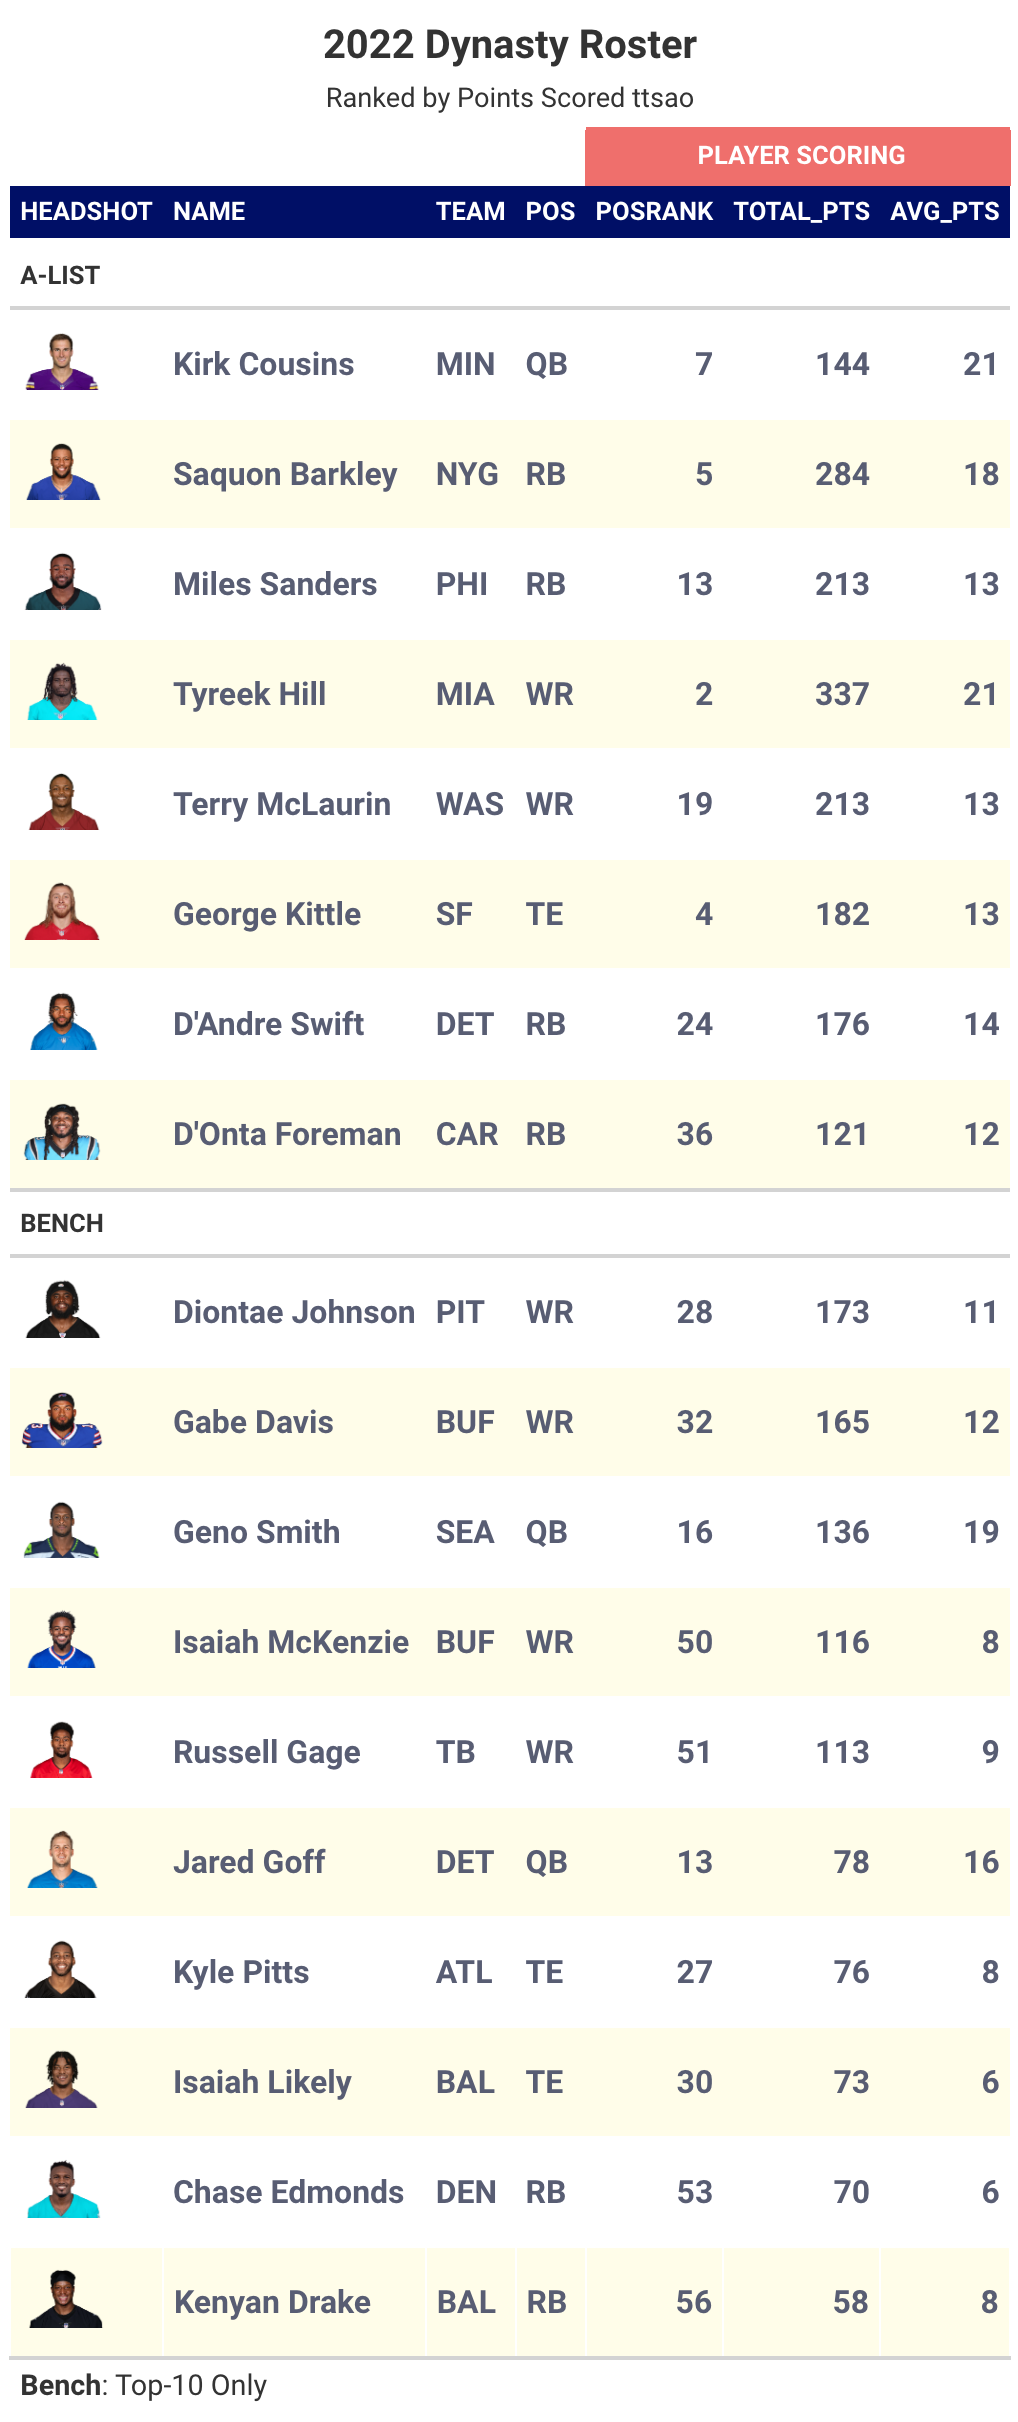 2022 Dynasty Roster
Ranked by Points Scored ttsao
PLAYER SCORING
HEADSHOT NAME TEAM POS POSRANK TOTAL_PTS AVG_PTS
A-LIST
Kirk Cousins MIN QB 7 144 21
Saquon Barkley NYG RB 5 284 18
Miles Sanders PHI RB 13 213 13
Tyreek Hill MIA WR 2 337 21
Terry McLaurin WAS WR 19 213 13
George Kittle SF TE 4 182 13
D'Andre Swift DET RB 24 176 14
D'Onta Foreman CAR RB 36 121 12
BENCH
Diontae Johnson PIT WR 28 173 11
Gabe Davis BUF WR 32 165 12
Geno Smith SEA QB 16 136 19
Isaiah McKenzie BUF WR 50 116 8
Russell Gage TB WR 51 113 9
Jared Goff DET QB 13 78 16
Kyle Pitts ATL TE 27 76 8
Isaiah Likely BAL TE 30 73 6
Chase Edmonds DEN RB 53 70 6
Kenyan Drake BAL RB 56 58 8
Bench: Top-10 Only